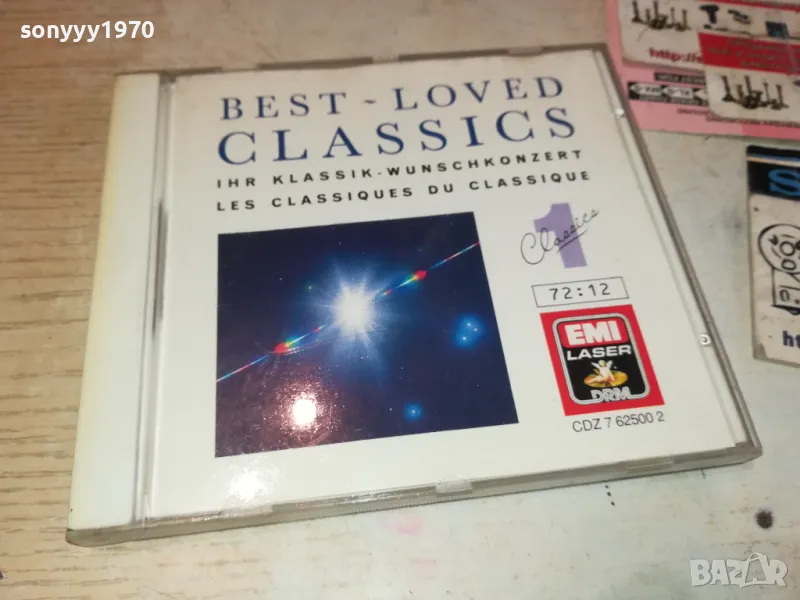 sonyyy1970
BEST ~ LOVED
CLASSICS
IHR KLASSIK-WUNSCHKONZERT
LES CLASSIQUES DU CLASSIQUE
1
Classics
72:12
EMI
LASER
DRM
CDZ 7 62500 2
BAZAR